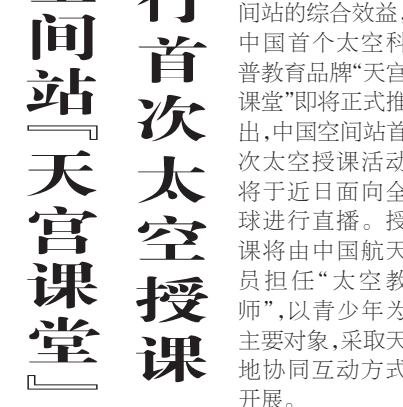 行首次太空授课
间站『天宫课堂』
间站的综合效益，
中国首个太空科
普教育品牌“天宫
课堂”即将正式推
出,中国空间站首
次太空授课活动
将于近日面向全
球进行直播。授
课将由中国航天
员担任“太空教
师”,以青少年为
主要对象,采取天
地协同互动方式
开展。